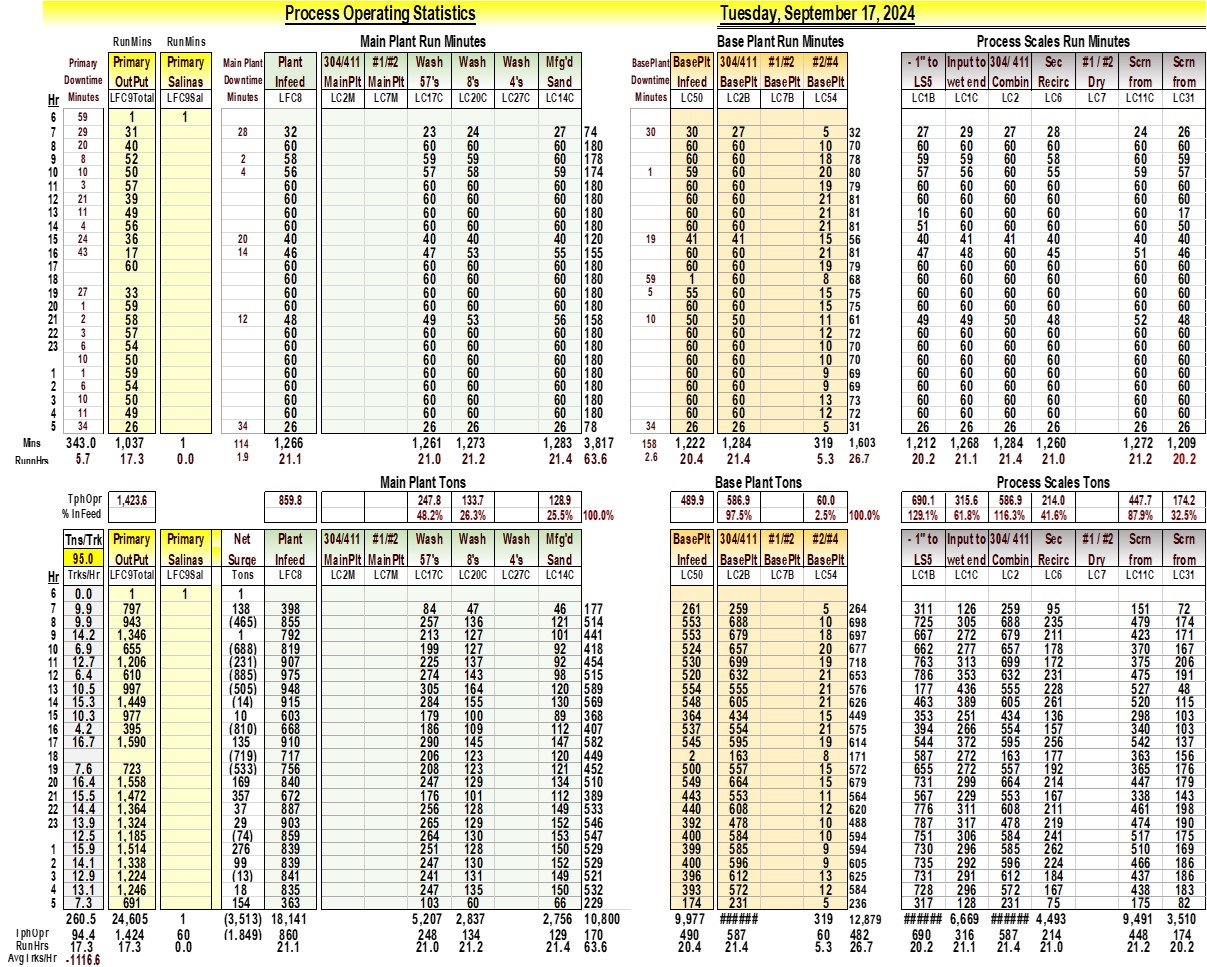 Process Operating Statistics Tuesday, September 17, 2024
RunMins RunMins Main Plant Run Minutes Base Plant Run Minutes Process Scales Run Minutes
Primary Primary Primary Main Plant Plant 304/411 #1/#2 Wash Wash Wash Mfg'd BasePlant BasePlt 304/411 #1/#2 #2/#4 - 1" to Input to 304/ 411 Sec #1 / #2 Scrn Scrn
Downtime OutPut Salinas Downtime Infeed MainPlt MainPlt 57's 8's 4's Sand Downtime Infeed BasePlt BasePlt BasePlt LS5 wet end Combin Recirc Dry from from
Hr Minutes LFC9Total LFC9Sal Minutes LFC8 LC2M LC7M LC17C LC20C LC27C LC14C Minutes LC50 LC2B LC7B LC54 LC1B LC1C LC2 LC6 LC7 LC11C LC31
6 59 1 1
7 29 31 28 32 23 24 27 74 30 30 27 5 32 27 29 27 28 24 26
8 20 40 60 60 60 60 180 60 60 10 70 60 60 60 60 60 60
9 8 52 2 58 59 59 60 178 60 60 18 78 59 59 60 58 60 59
10 10 50 4 56 57 58 59 174 1 59 60 20 80 57 56 60 55 59 57
11 3 57 60 60 60 60 180 60 60 19 79 60 60 60 60 60 60
12 21 39 60 60 60 60 180 60 60 21 81 60 60 60 60 60 60
13 11 49 60 60 60 60 180 60 60 21 81 16 60 60 60 60 17
14 4 56 60 60 60 60 180 60 60 21 81 51 60 60 60 60 50
15 24 36 20 40 40 40 40 120 19 41 41 15 56 40 41 41 40 40 40
16 43 17 14 46 47 53 55 155 60 60 21 81 47 48 60 45 51 46
17 60 60 60 60 60 180 60 60 19 79 60 60 60 60 60 60
18 60 60 60 60 180 59 1 60 8 68 60 60 60 60 60 60
19 27 33 60 60 60 60 180 5 55 60 15 75 60 60 60 60 60 60
20 1 59 60 60 60 60 180 60 60 15 75 60 60 60 60 60 60
21 2 58 12 48 49 53 56 158 10 50 50 11 61 49 49 50 48 52 48
22 3 57 60 60 60 60 180 60 60 12 72 60 60 60 60 60 60
23 6 54 60 60 60 60 180 60 60 10 70 60 60 60 60 60 60
10 50 60 60 60 60 180 60 60 10 70 60 60 60 60 60 60
1 1 59 60 60 60 60 180 60 60 9 69 60 60 60 60 60 60
2 6 54 60 60 60 60 180 60 60 9 69 60 60 60 60 60 60
3 10 50 60 60 60 60 180 60 60 13 73 60 60 60 60 60 60
4 11 49 60 60 60 60 180 60 60 12 72 60 60 60 60 60 60
5 34 26 34 26 26 26 26 78 34 26 26 5 31 26 26 26 26 26 26
Mins 343.0 1,037 1 114 1,266 1,261 1,273 1,283 3,817 158 1,222 1,284 319 1,603 1,212 1,268 1,284 1,260 1,272 1,209
RunnHrs 5.7 17.3 0.0 1.9 21.1 21.0 21.2 21.4 63.6 2.6 20.4 21.4 5.3 26.7 20.2 21.1 21.4 21.0 21.2 20.2
Main Plant Tons Base Plant Tons Process Scales Tons
TphOpr 1,423.6 859.8 247.8 133.7 128.9 489.9 586.9 60.0 690.1 315.6 586.9 214.0 447.7 174.2
% InFeed 48.2% 26.3% 25.5% 100.0% 97.5% 2.5% 100.0% 129.1% 61.8% 116.3% 41.6% 87.9% 32.5%
Tns/Trk Primary Primary Net Plant 304/411 #1/#2 Wash Wash Wash Mfg'd BasePlt 304/411 #1/#2 #2/#4 - 1" to Input to 304/ 411 Sec #1 / #2 Scrn Scrn
95.0 OutPut Salinas Surge Infeed MainPlt MainPlt 57's 8's 4's Sand Infeed BasePlt BasePlt BasePlt LS5 wet end Combin Recirc Dry from from
Hr Trks/Hr LFC9Total LFC9Sal Tons LFC8 LC2M LC7M LC17C LC20C LC27C LC14C LC50 LC2B LC7B LC54 LC1B LC1C LC2 LC6 LC7 LC11C LC31
6 0.0 1 1 1
7 9.9 797 138 398 84 47 46 177 261 259 5 264 311 126 259 95 151 72
8 9.9 943 (465) 855 257 136 121 514 553 688 10 698 725 305 688 235 479 174
9 14.2 1,346 1 792 213 127 101 441 553 679 18 697 667 272 679 211 423 171
10 6.9 655 (688) 819 199 127 92 418 524 657 20 677 662 277 657 178 370 167
11 12.7 1,206 (231) 907 225 137 92 454 530 699 19 718 763 313 699 172 375 206
12 6.4 610 (885) 975 274 143 98 515 520 632 21 653 786 353 632 231 475 191
13 10.5 997 (505) 948 305 164 120 589 554 555 21 576 177 436 555 228 527 48
14 15.3 1,449 (14) 915 284 155 130 569 548 605 21 626 463 389 605 261 520 115
15 10.3 977 10 603 179 100 89 368 364 434 15 449 353 251 434 136 298 103
16 4.2 395 (810) 668 186 109 112 407 537 554 21 575 394 266 554 157 340 103
17 16.7 1,590 135 910 290 145 147 582 545 595 19 614 544 372 595 256 542 137
18 (719) 717 206 123 120 449 2 163 8 171 587 272 163 177 363 156
19 7.6 723 (533) 756 208 123 121 452 500 557 15 572 655 272 557 192 365 176
20 16.4 1,558 169 840 247 129 134 510 549 664 15 679 731 299 664 214 447 179
21 15.5 1,472 357 672 176 101 112 389 443 553 11 564 567 229 553 167 338 143
22 14.4 1,364 37 887 256 128 149 533 440 608 12 620 776 311 608 211 461 198
23 13.9 1,324 29 903 265 129 152 546 392 478 10 488 787 317 478 219 474 190
12.5 1,185 (74) 859 264 130 153 547 400 584 10 594 751 306 584 241 517 175
1 15.9 1,514 276 839 251 128 150 529 399 585 9 594 730 296 585 262 510 169
2 14.1 1,338 99 839 247 130 152 529 400 596 9 605 735 292 596 224 466 186
3 12.9 1,224 (13) 841 241 131 149 521 396 612 13 625 731 291 612 184 437 186
4 13.1 1,246 18 835 247 135 150 532 393 572 12 584 728 296 572 167 438 183
5 7.3 691 154 363 103 60 66 229 174 231 5 236 317 128 231 75 175 82
260.5 24,605 1 (3,513) 18,141 5,207 2,837 2,756 10,800 9,977 ###### 319 12,879 ###### 6,669 ###### 4,493 9,491 3,510
TphOpr 94.4 1,424 60 (1,849) 860 248 134 129 170 490 587 60 482 690 316 587 214 448 174
RunHrs 17.3 17.3 0.0 21.1 21.0 21.2 21.4 63.6 20.4 21.4 5.3 26.7 20.2 21.1 21.4 21.0 21.2 20.2
AvgTrks/Hr -1116.6